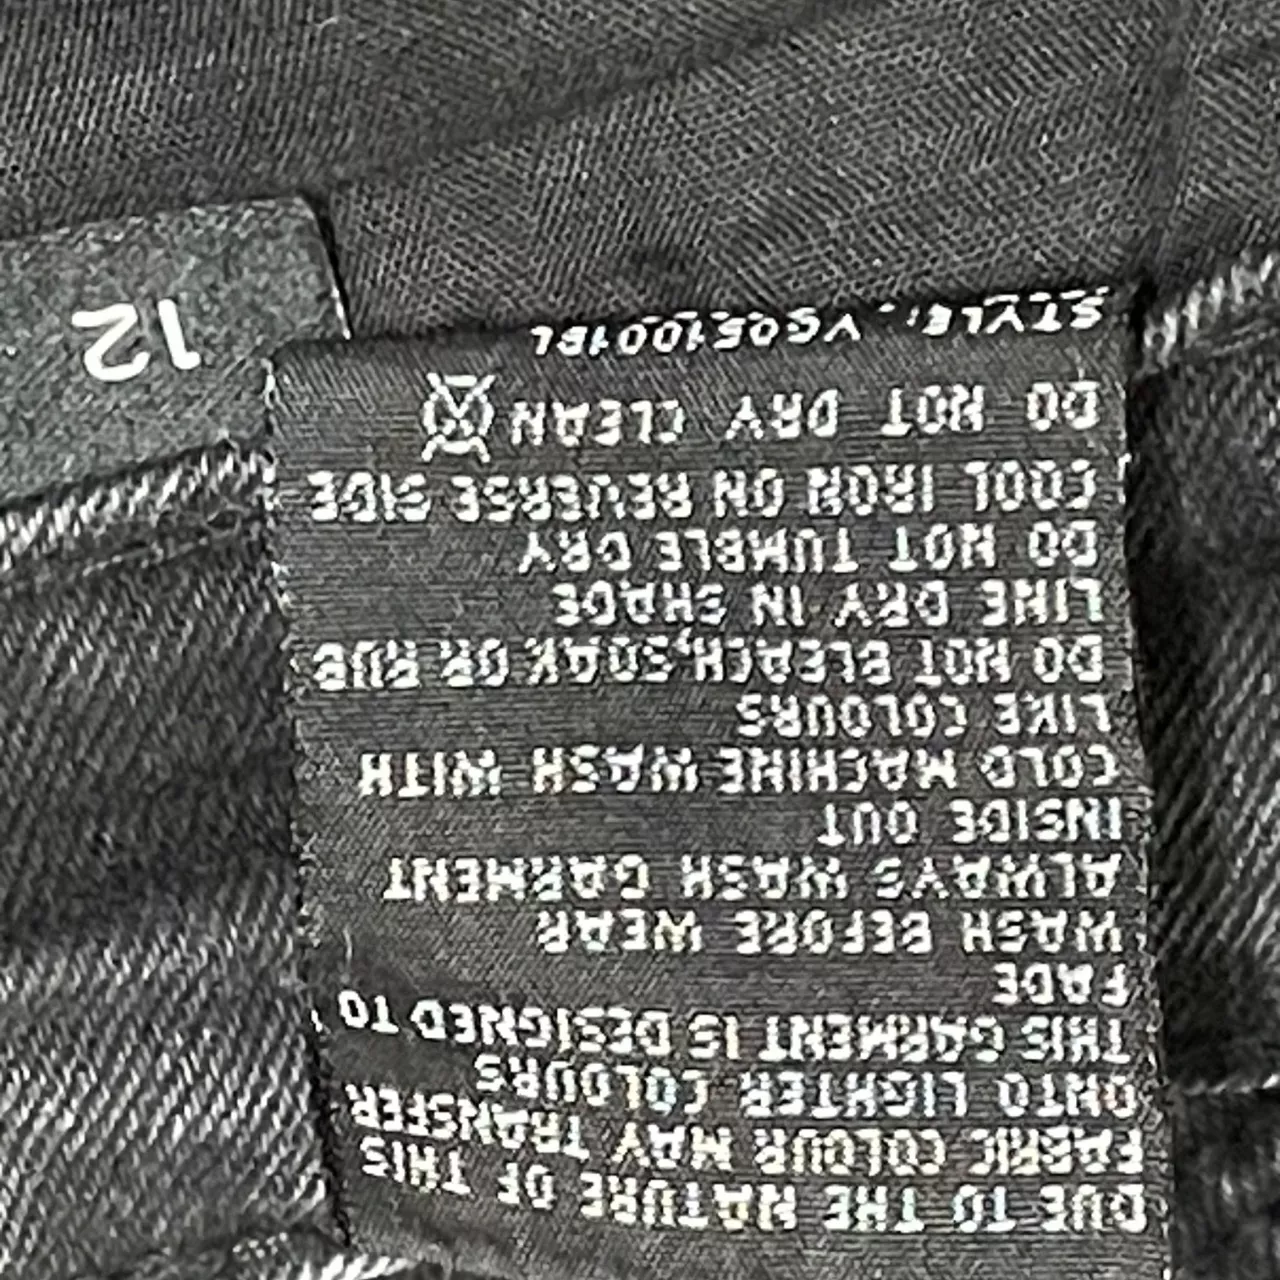 DUE TO THE NATURE OF THIS
FABRIC COLOUR MAY TRANSFER
ONTO LIGHTER COLOURS
THIS GARMENT IS DESIGNED TO
FADE
WASH BEFORE WEAR
ALWAYS WASH GARMENT
INSIDE OUT
COLD MACHINE WASH WITH
LIKE COLOURS
DO NOT BLEACH,SOAK OR RUB
LINE DRY IN SHADE
DO NOT TUMBLE DRY
COOL IRON ON REVERSE SIDE
DO NOT DRY CLEAN
STYLE:
12